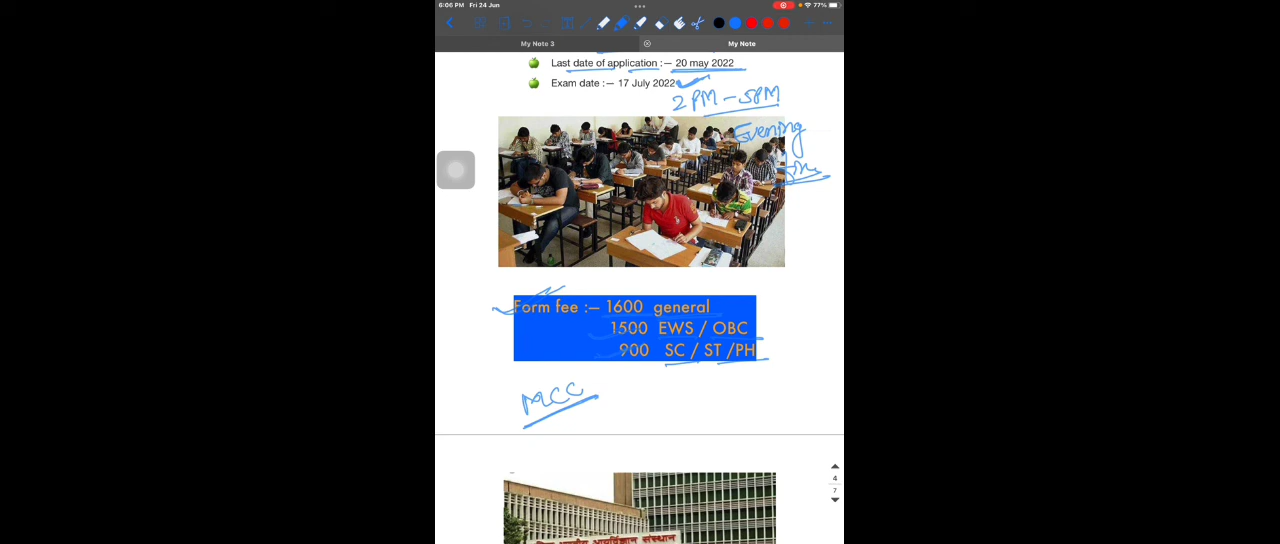 6:06 PM Fri 24 Jun
77%
My Note 3
My Note
Last date of application :— 20 may 2022
Exam date :— 17 July 2022
2 PM – 5PM
Evening
Form fee :— 1600 general
1500 EWS / OBC
900 SC / ST /PH
MCC
4
7